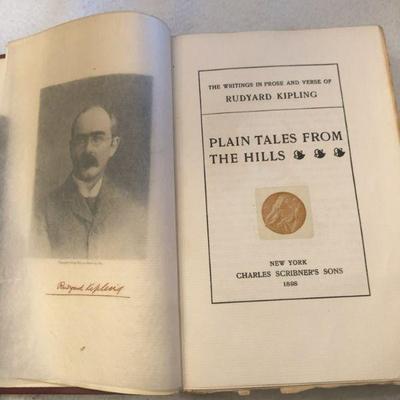 Rudyard Kipling
THE WRITINGS IN PROSE AND VERSE OF
RUDYARD KIPLING
PLAIN TALES FROM
THE HILLS
NEW YORK
CHARLES SCRIBNER'S SONS
1898